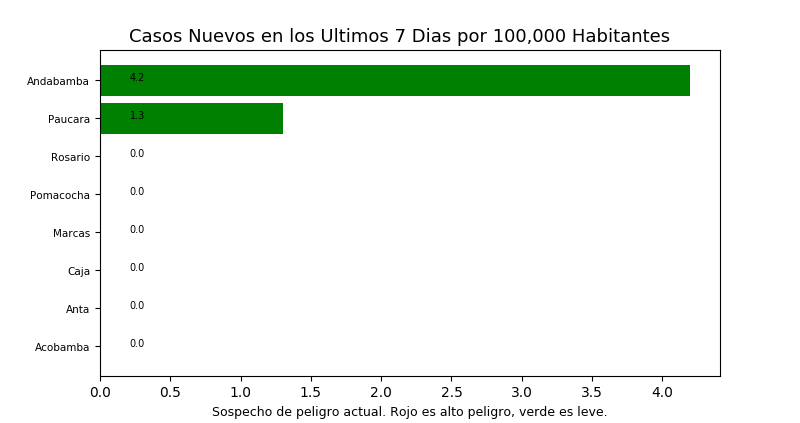 Casos Nuevos en los Ultimos 7 Dias por 100,000 Habitantes
Andabamba 4.2
Paucara 1.3
Rosario 0.0
Pomacocha 0.0
Marcas 0.0
Caja 0.0
Anta 0.0
Acobamba 0.0
0.0 0.5 1.0 1.5 2.0 2.5 3.0 3.5 4.0
Sospecho de peligro actual. Rojo es alto peligro, verde es leve.